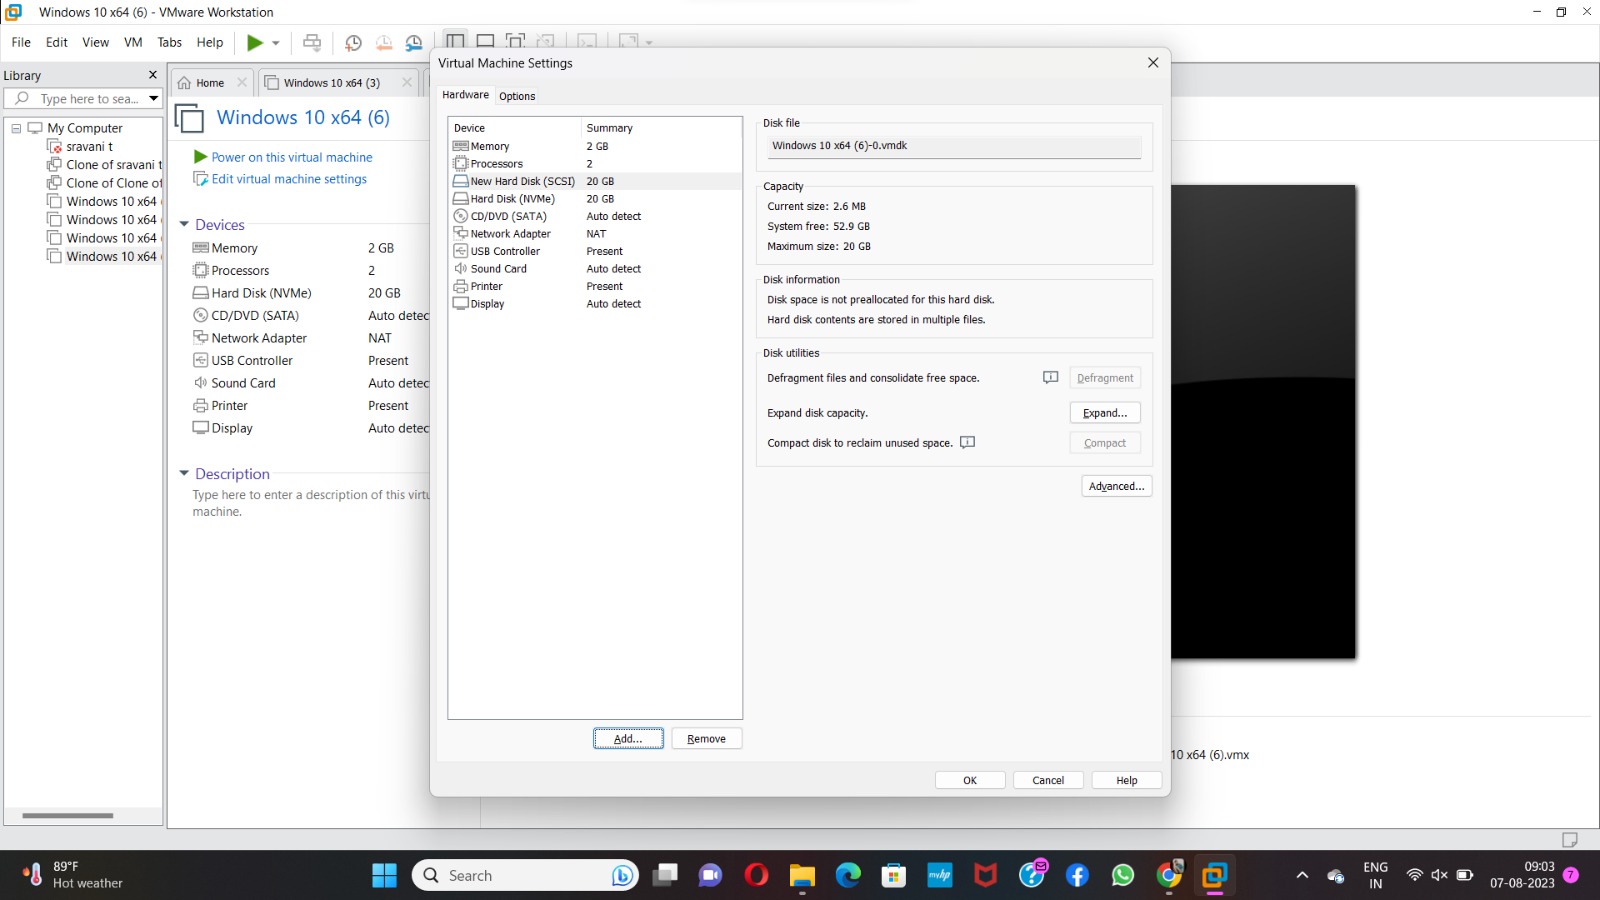 Windows 10 x64 (6) - VMware Workstation
File Edit View VM Tabs Help
Library
Type here to sea...
My Computer
sravani t
Clone of sravani t
Clone of Clone of
Windows 10 x64
Windows 10 x64
Windows 10 x64
Windows 10 x64
Home
Windows 10 x64 (3)
Windows 10 x64 (6)
Power on this virtual machine
Edit virtual machine settings
Devices
Memory 2 GB
Processors 2
Hard Disk (NVMe) 20 GB
CD/DVD (SATA) Auto detec
Network Adapter NAT
USB Controller Present
Sound Card Auto detec
Printer Present
Display Auto detec
Description
Type here to enter a description of this virtu
machine.
Virtual Machine Settings
Hardware Options
Device Summary
Memory 2 GB
Processors 2
New Hard Disk (SCSI) 20 GB
Hard Disk (NVMe) 20 GB
CD/DVD (SATA) Auto detect
Network Adapter NAT
USB Controller Present
Sound Card Auto detect
Printer Present
Display Auto detect
Add... Remove
Disk file
Windows 10 x64 (6)-0.vmdk
Capacity
Current size: 2.6 MB
System free: 52.9 GB
Maximum size: 20 GB
Disk information
Disk space is not preallocated for this hard disk.
Hard disk contents are stored in multiple files.
Disk utilities
Defragment files and consolidate free space. Defragment
Expand disk capacity. Expand...
Compact disk to reclaim unused space. Compact
Advanced...
OK Cancel Help
10 x64 (6).vmx
89°F
Hot weather
Search
myhp
ENG
IN
09:03
07-08-2023
7